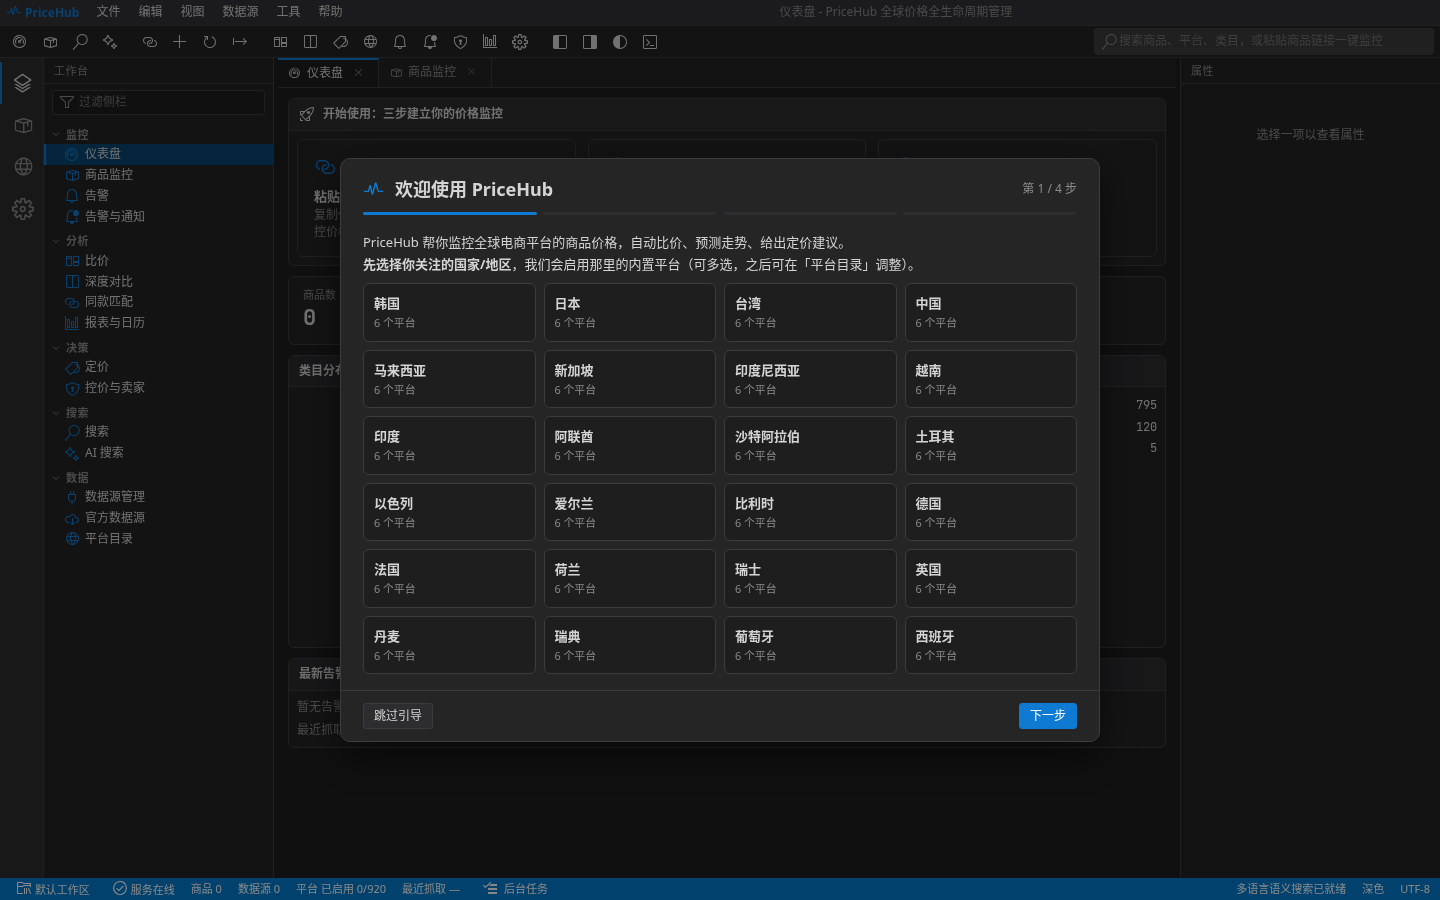 PriceHub 文件 编辑 视图 数据源 工具 帮助
仪表盘 - PriceHub 全球价格全生命周期管理
搜索商品、平台、类目，或粘贴商品链接一键监控
工作台
过滤侧栏
监控
仪表盘
商品监控
告警
告警与通知
分析
比价
深度对比
同款匹配
报表与日历
决策
定价
控价与卖家
搜索
搜索
AI 搜索
数据
数据源管理
官方数据源
平台目录
仪表盘
商品监控
开始使用：三步建立你的价格监控
粘贴
复制
控价
商品数
0
类目分布
795
120
5
最新告警
暂无告警
最近抓取
属性
选择一项以查看属性
欢迎使用 PriceHub
第 1 / 4 步
PriceHub 帮你监控全球电商平台的商品价格，自动比价、预测走势、给出定价建议。
先选择你关注的国家/地区，我们会启用那里的内置平台（可多选，之后可在「平台目录」调整）。
韩国
6 个平台
日本
6 个平台
台湾
6 个平台
中国
6 个平台
马来西亚
6 个平台
新加坡
6 个平台
印度尼西亚
6 个平台
越南
6 个平台
印度
6 个平台
阿联酋
6 个平台
沙特阿拉伯
6 个平台
土耳其
6 个平台
以色列
6 个平台
爱尔兰
6 个平台
比利时
6 个平台
德国
6 个平台
法国
6 个平台
荷兰
6 个平台
瑞士
6 个平台
英国
6 个平台
丹麦
6 个平台
瑞典
6 个平台
葡萄牙
6 个平台
西班牙
6 个平台
跳过引导
下一步
默认工作区 服务在线 商品 0 数据源 0 平台 已启用 0/920 最近抓取 — 后台任务
多语言语义搜索已就绪 深色 UTF-8